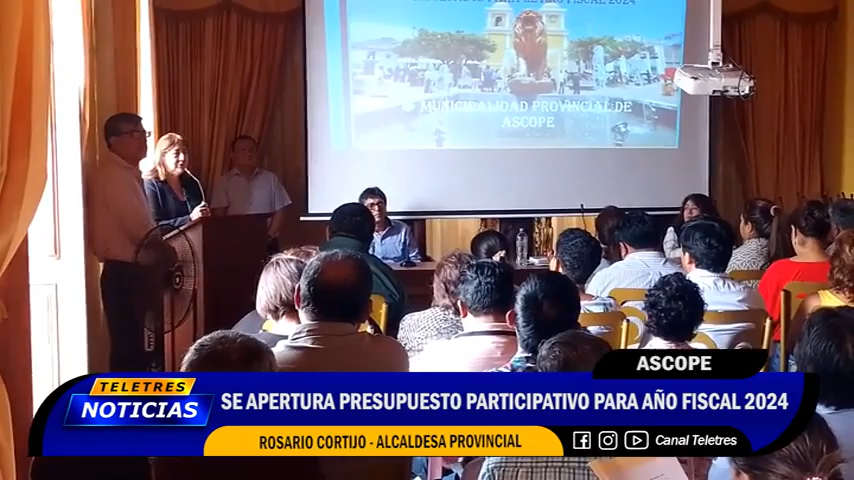 MUNICIPALIDAD PROVINCIAL DE
ASCOPE
ASCOPE
TELETRES
NOTICIAS
SE APERTURA PRESUPUESTO PARTICIPATIVO PARA AÑO FISCAL 2024
ROSARIO CORTIJO - ALCALDESA PROVINCIAL
Canal Teletres